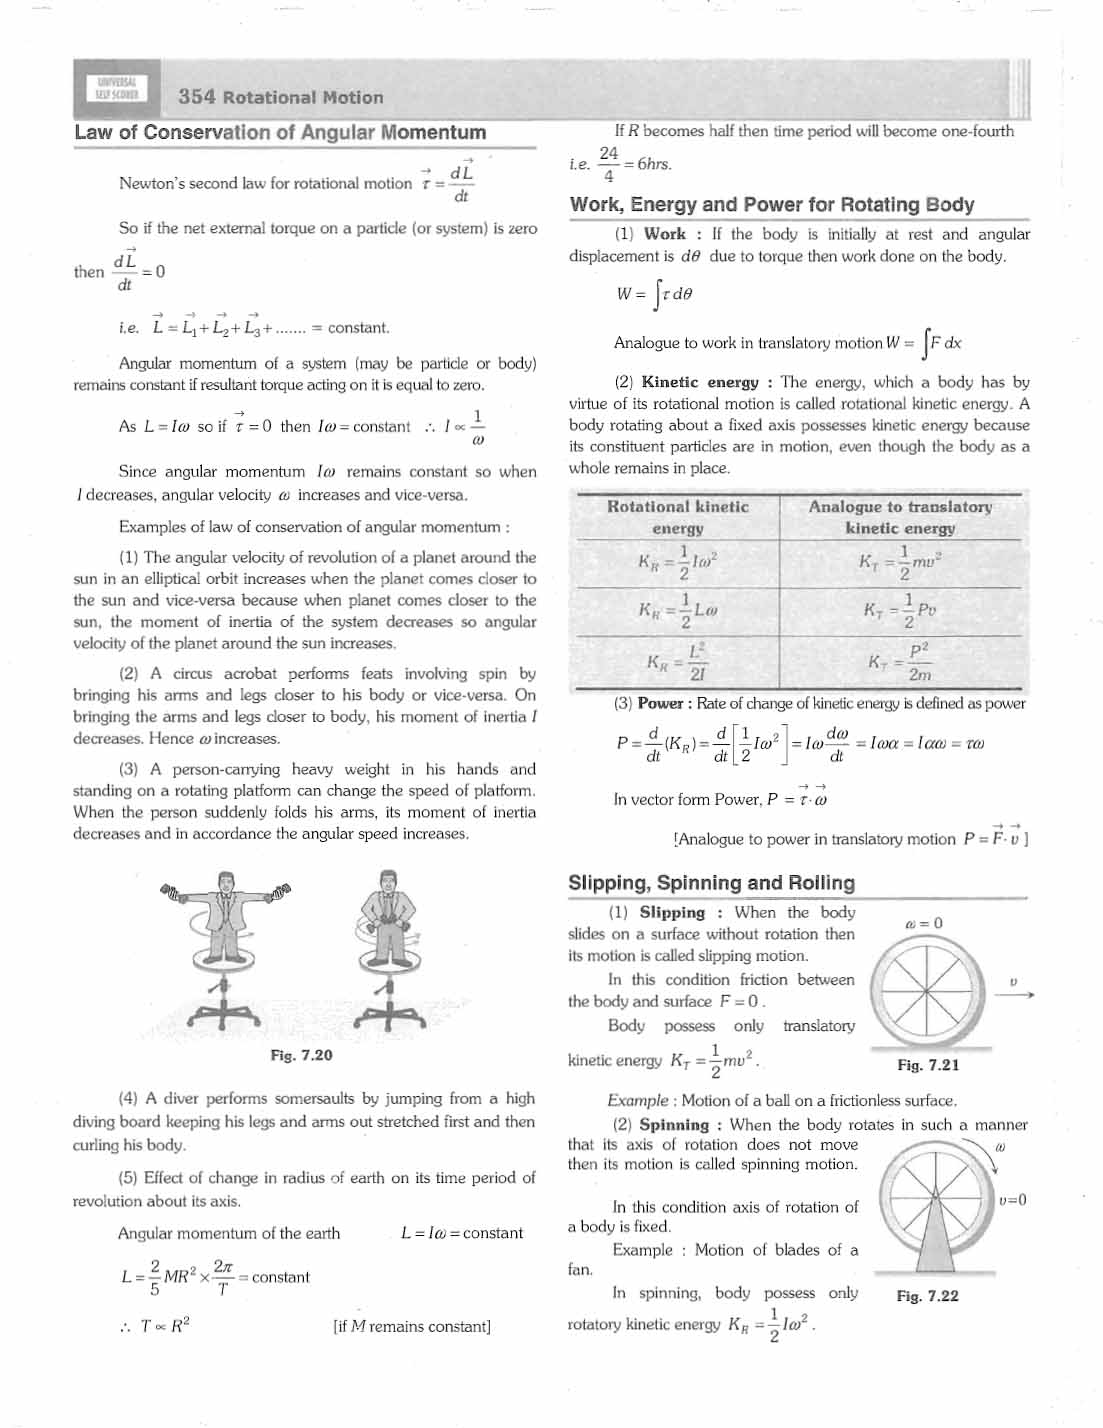 UNIVERSAL
SELF SCORER
354 Rotational Motion
Law of Conservation of Angular Momentum
Newton's second law for rotational motion $\vec{\tau} = \frac{d\vec{L}}{dt}$
So if the net external torque on a particle (or system) is zero
then $\frac{d\vec{L}}{dt} = 0$
i.e. $\vec{L} = \vec{L_1} + \vec{L_2} + \vec{L_3} + .......$ = constant.
Angular momentum of a system (may be particle or body)
remains constant if resultant torque acting on it is equal to zero.
As $L = I\omega$ so if $\vec{\tau} = 0$ then $I\omega$ = constant ∴ $I \propto \frac{1}{\omega}$
Since angular momentum $I\omega$ remains constant so when
I decreases, angular velocity ω increases and vice-versa.
Examples of law of conservation of angular momentum :
(1) The angular velocity of revolution of a planet around the
sun in an elliptical orbit increases when the planet comes closer to
the sun and vice-versa because when planet comes closer to the
sun, the moment of inertia of the system decreases so angular
velocity of the planet around the sun increases.
(2) A circus acrobat performs feats involving spin by
bringing his arms and legs closer to his body or vice-versa. On
bringing the arms and legs closer to body, his moment of inertia I
decreases. Hence ω increases.
(3) A person-carrying heavy weight in his hands and
standing on a rotating platform can change the speed of platform.
When the person suddenly folds his arms, its moment of inertia
decreases and in accordance the angular speed increases.
Fig. 7.20
(4) A diver performs somersaults by jumping from a high
diving board keeping his legs and arms out stretched first and then
curling his body.
(5) Effect of change in radius of earth on its time period of
revolution about its axis.
Angular momentum of the earth $L = I\omega$ = constant
$L = \frac{2}{5}MR^2 \times \frac{2\pi}{T}$ = constant
∴ $T \propto R^2$ [if M remains constant]
If R becomes half then time period will become one-fourth
i.e. $\frac{24}{4}$ = 6hrs.
Work, Energy and Power for Rotating Body
(1) Work : If the body is initially at rest and angular
displacement is dθ due to torque then work done on the body.
$W = \int \tau \, d\theta$
Analogue to work in translatory motion $W = \int F \, dx$
(2) Kinetic energy : The energy, which a body has by
virtue of its rotational motion is called rotational kinetic energy. A
body rotating about a fixed axis possesses kinetic energy because
its constituent particles are in motion, even though the body as a
whole remains in place.
Rotational kinetic energy
Analogue to translatory kinetic energy
$K_R = \frac{1}{2}I\omega^2$ $K_T = \frac{1}{2}mv^2$
$K_R = \frac{1}{2}L\omega$ $K_T = \frac{1}{2}Pv$
$K_R = \frac{L^2}{2I}$ $K_T = \frac{P^2}{2m}$
(3) Power : Rate of change of kinetic energy is defined as power
$P = \frac{d}{dt}(K_R) = \frac{d}{dt}\left[\frac{1}{2}I\omega^2\right] = I\omega\frac{d\omega}{dt} = I\omega\alpha = I\alpha\omega = \tau\omega$
In vector form Power, $P = \vec{\tau} \cdot \vec{\omega}$
[Analogue to power in translatory motion $P = \vec{F} \cdot \vec{v}$ ]
Slipping, Spinning and Rolling
(1) Slipping : When the body
slides on a surface without rotation then
its motion is called slipping motion.
In this condition friction between
the body and surface F = 0 .
Body possess only translatory
kinetic energy $K_T = \frac{1}{2}mv^2$ .
ω = 0
v
Fig. 7.21
Example : Motion of a ball on a frictionless surface.
(2) Spinning : When the body rotates in such a manner
that its axis of rotation does not move
then its motion is called spinning motion.
In this condition axis of rotation of
a body is fixed.
Example : Motion of blades of a
fan.
In spinning, body possess only
rotatory kinetic energy $K_R = \frac{1}{2}I\omega^2$ .
ω
v=0
Fig. 7.22